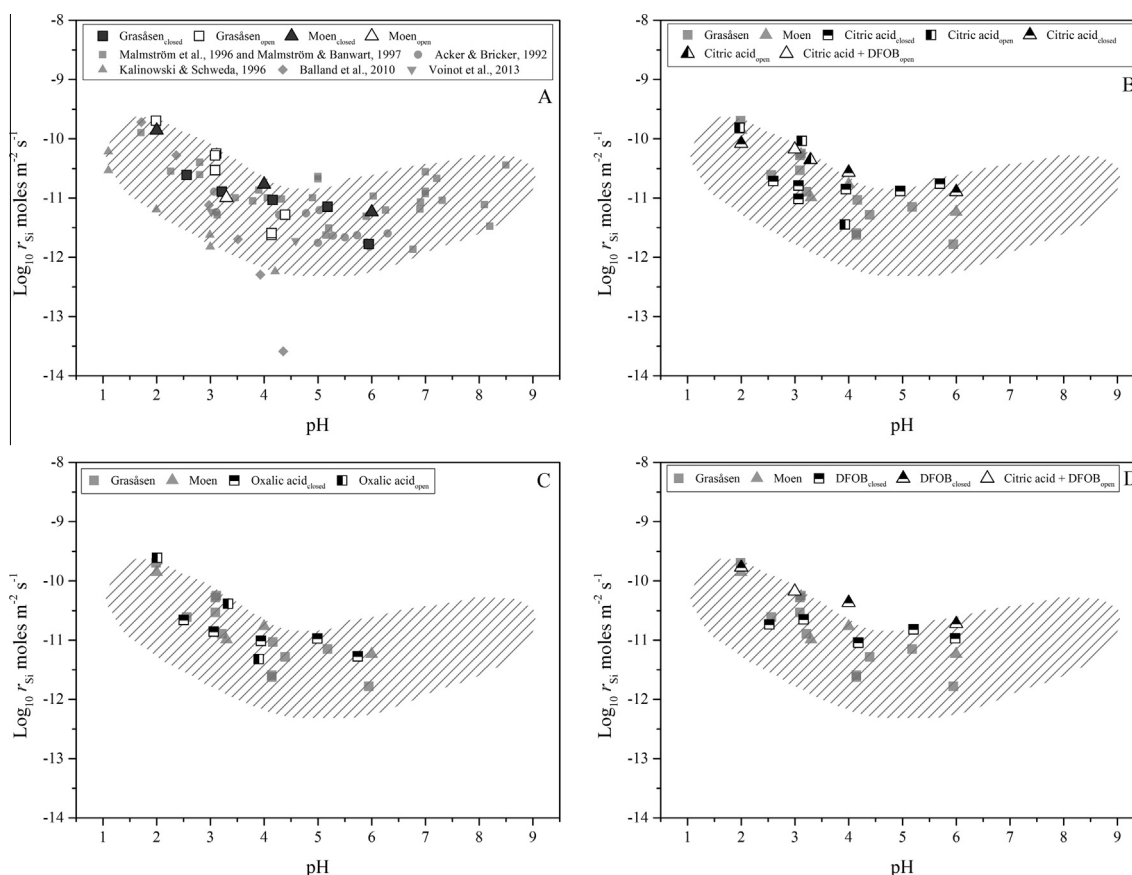 Grasåsen closed Grasåsen open Moen closed Moen open
Malmström et al., 1996 and Malmström & Banwart, 1997 Acker & Bricker, 1992
Kalinowski & Schweda, 1996 Balland et al., 2010 Voinot et al., 2013
A
-8
-9
-10
-11
-12
-13
-14
Log10 rSi moles m-2 s-1
1 2 3 4 5 6 7 8 9
pH
Grasåsen Moen Citric acid closed Citric acid open Citric acid closed
Citric acid open Citric acid + DFOB open
B
-8
-9
-10
-11
-12
-13
-14
Log10 rSi moles m-2 s-1
1 2 3 4 5 6 7 8 9
pH
Grasåsen Moen Oxalic acid closed Oxalic acid open
C
-8
-9
-10
-11
-12
-13
-14
Log10 rSi moles m-2 s-1
1 2 3 4 5 6 7 8 9
pH
Grasåsen Moen DFOB closed DFOB closed Citric acid + DFOB open
D
-8
-9
-10
-11
-12
-13
-14
Log10 rSi moles m-2 s-1
1 2 3 4 5 6 7 8 9
pH